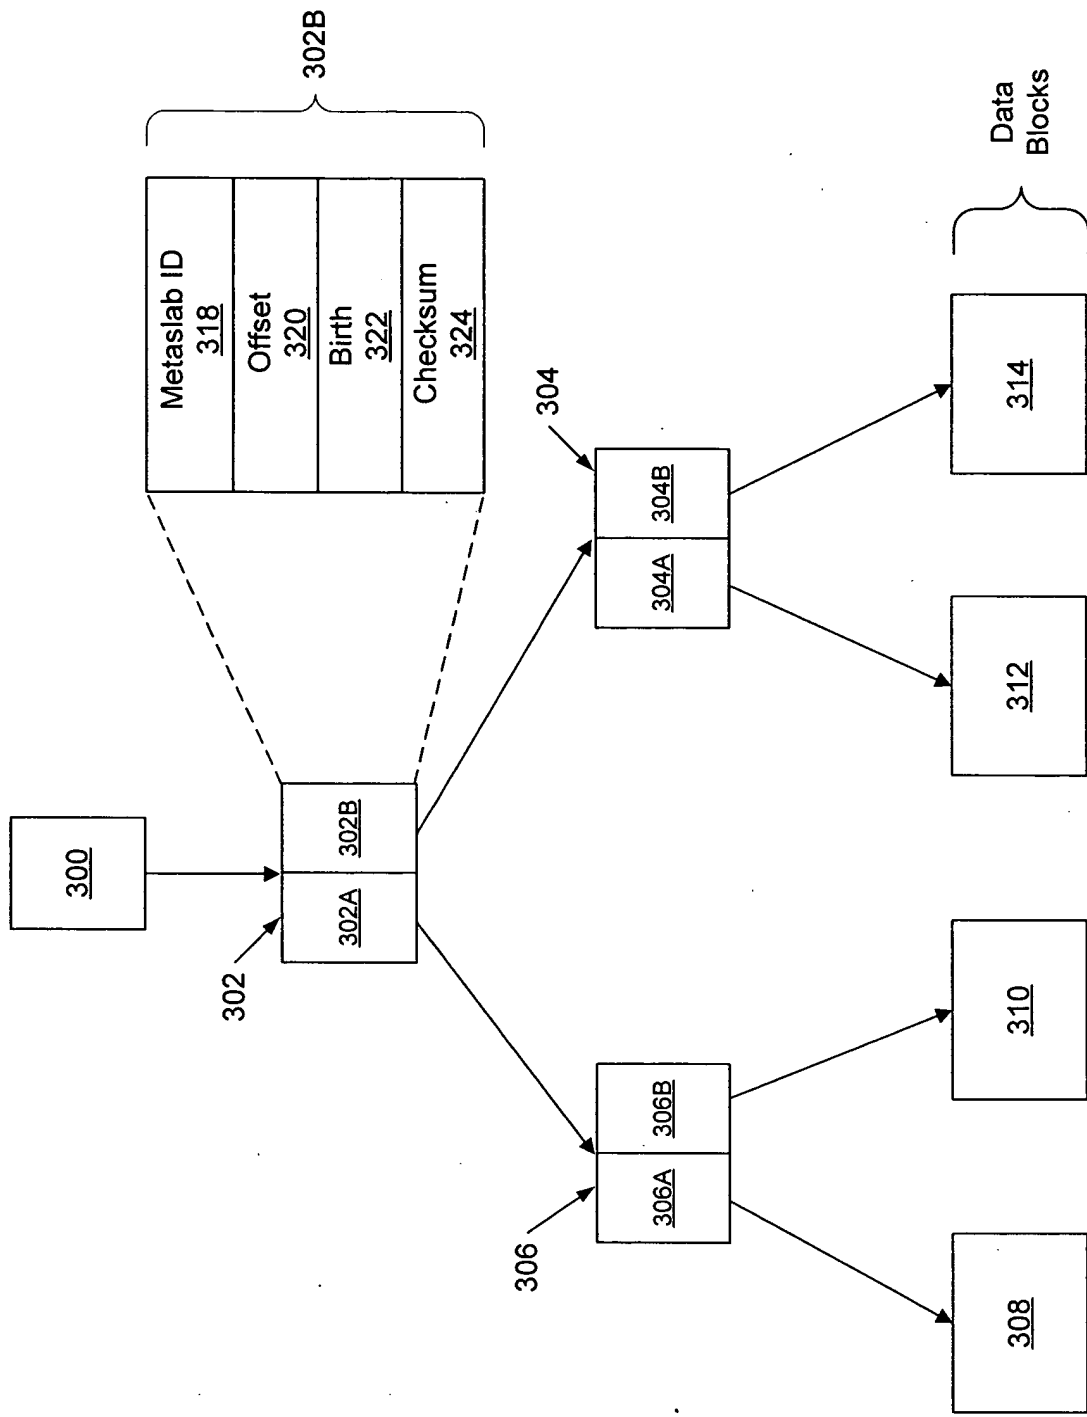 300
302
302A
302B
Metaslab ID
318
Offset
320
Birth
322
Checksum
324
302B
306
306A
306B
304
304A
304B
308
310
312
314
Data
Blocks